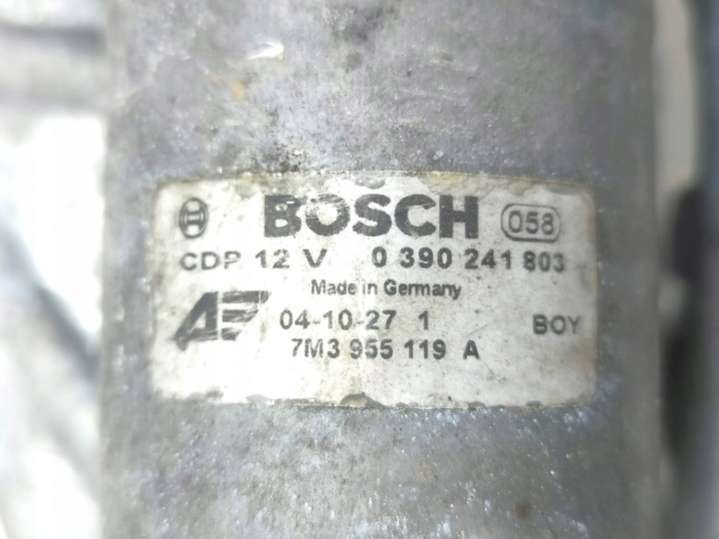 BOSCH 058
CDP 12 V 0 390 241 803
Made in Germany
04-10-27 1 BOY
7M3 955 119 A